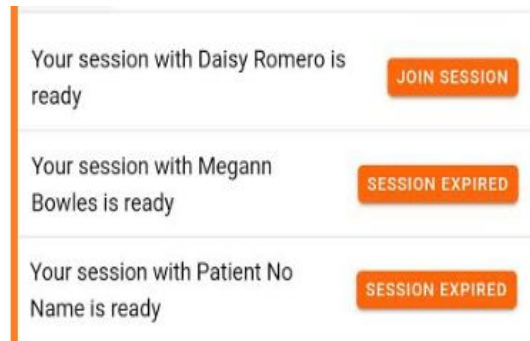 Your session with Daisy Romero is
ready
JOIN SESSION
Your session with Megann
Bowles is ready
SESSION EXPIRED
Your session with Patient No
Name is ready
SESSION EXPIRED